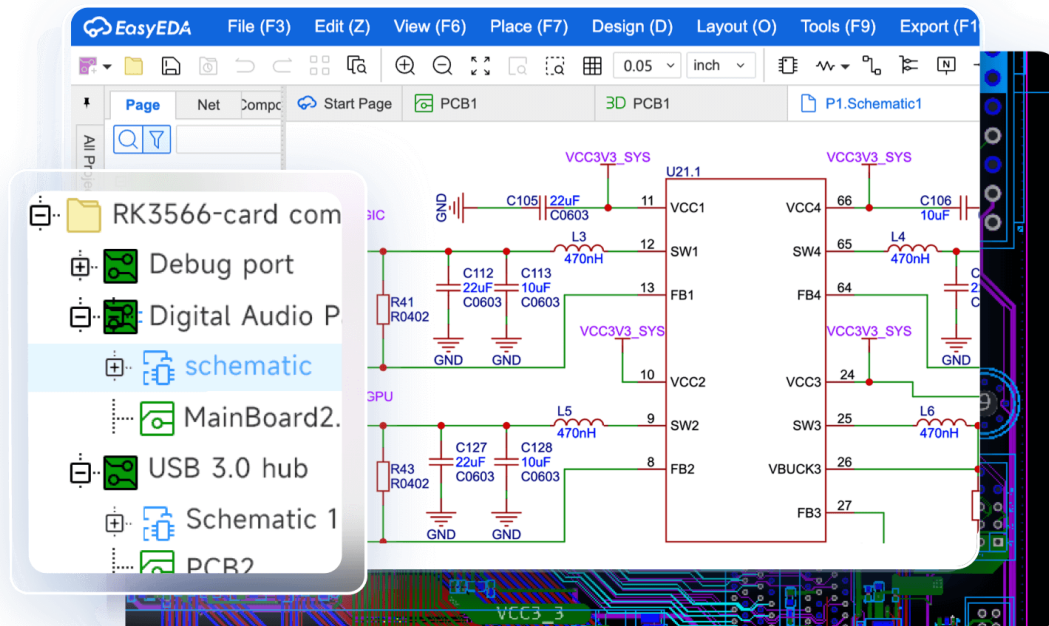 EasyEDA File (F3) Edit (Z) View (F6) Place (F7) Design (D) Layout (O) Tools (F9) Export (F1
0.05 inch N
Page Net Compo Start Page PCB1 3D PCB1 P1.Schematic1
All Proje
RK3566-card com
Debug port
Digital Audio P
schematic
MainBoard2.
USB 3.0 hub
Schematic 1
PCB2
VCC3V3_SYS VCC3V3_SYS
U21.1
GND C105 22uF C0603 11 VCC1 VCC4 66 C106 10uF
GIC
L3 470nH 12 SW1 SW4 65 L4 470nH
C112 22uF C0603 C113 10uF C0603
13 FB1 FB4 64
R41 R0402
GND GND GND
VCC3V3_SYS VCC3V3_SYS
10 VCC2 VCC3 24
GPU
L5 470nH 9 SW2 SW3 25 L6 470nH
C127 22uF C0603 C128 10uF C0603
8 FB2 VBUCK3 26
R43 R0402
FB3 27
GND GND
VCC3_3